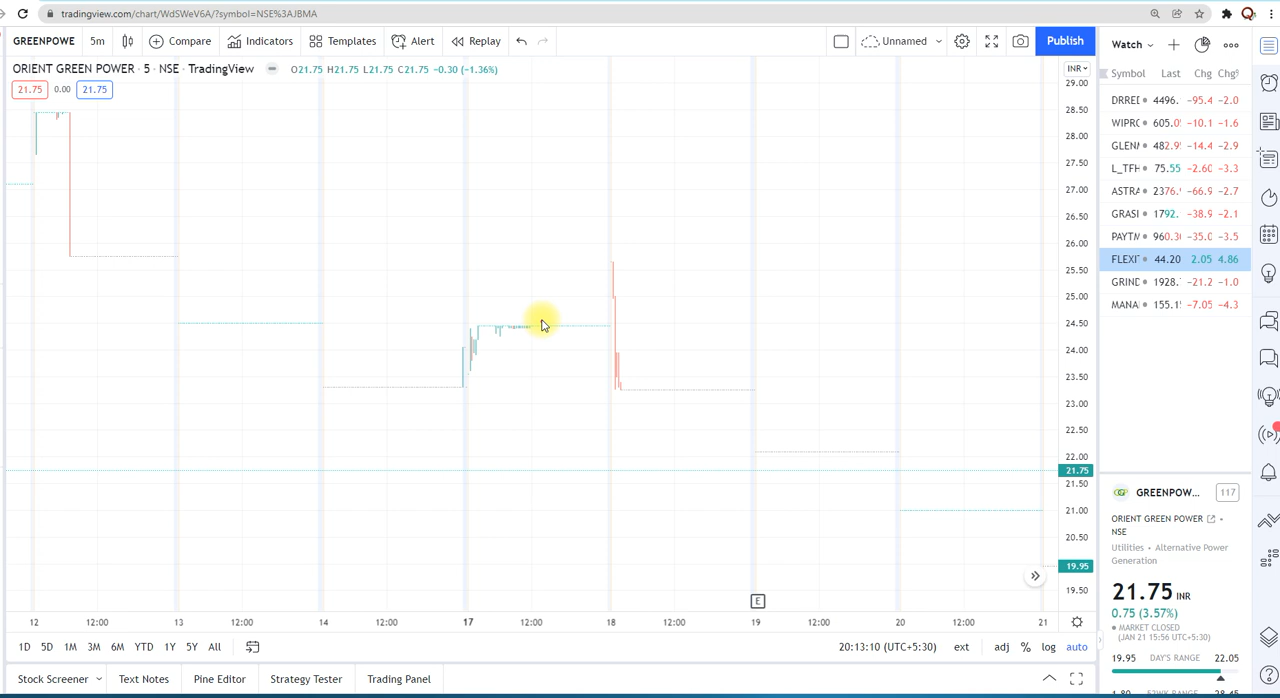 tradingview.com/chart/WdSWeV6A/?symbol=NSE%3AJBMA
GREENPOWE 5m Compare Indicators Templates Alert Replay Unnamed Publish
Watch
ORIENT GREEN POWER · 5 · NSE · TradingView O21.75 H21.75 L21.75 C21.75 -0.30 (-1.36%)
21.75 0.00 21.75
INR
29.00
28.50
28.00
27.50
27.00
26.50
26.00
25.50
25.00
24.50
24.00
23.50
23.00
22.50
22.00
21.75
21.50
21.00
20.50
19.95
19.50
E
12 12:00 13 12:00 14 12:00 17 12:00 18 12:00 19 12:00 20 12:00 21
1D 5D 1M 3M 6M YTD 1Y 5Y All 20:13:10 (UTC+5:30) ext adj % log auto
Stock Screener Text Notes Pine Editor Strategy Tester Trading Panel
Symbol Last Chg Chg%
DRRED 4496. -95.4 -2.0
WIPRO 605.0 -10.1 -1.6
GLENM 482.9 -14.4 -2.9
L_TFH 75.55 -2.60 -3.3
ASTRA 2376. -66.9 -2.7
GRASI 1792. -38.9 -2.1
PAYTM 960.3 -35.0 -3.5
FLEXIT 44.20 2.05 4.86
GRIND 1928. -21.2 -1.0
MANA 155.1 -7.05 -4.3
GREENPOW... 117
ORIENT GREEN POWER •
NSE
Utilities • Alternative Power
Generation
21.75 INR
0.75 (3.57%)
• MARKET CLOSED
(JAN 21 15:56 UTC+5:30)
19.95 DAY'S RANGE 22.05